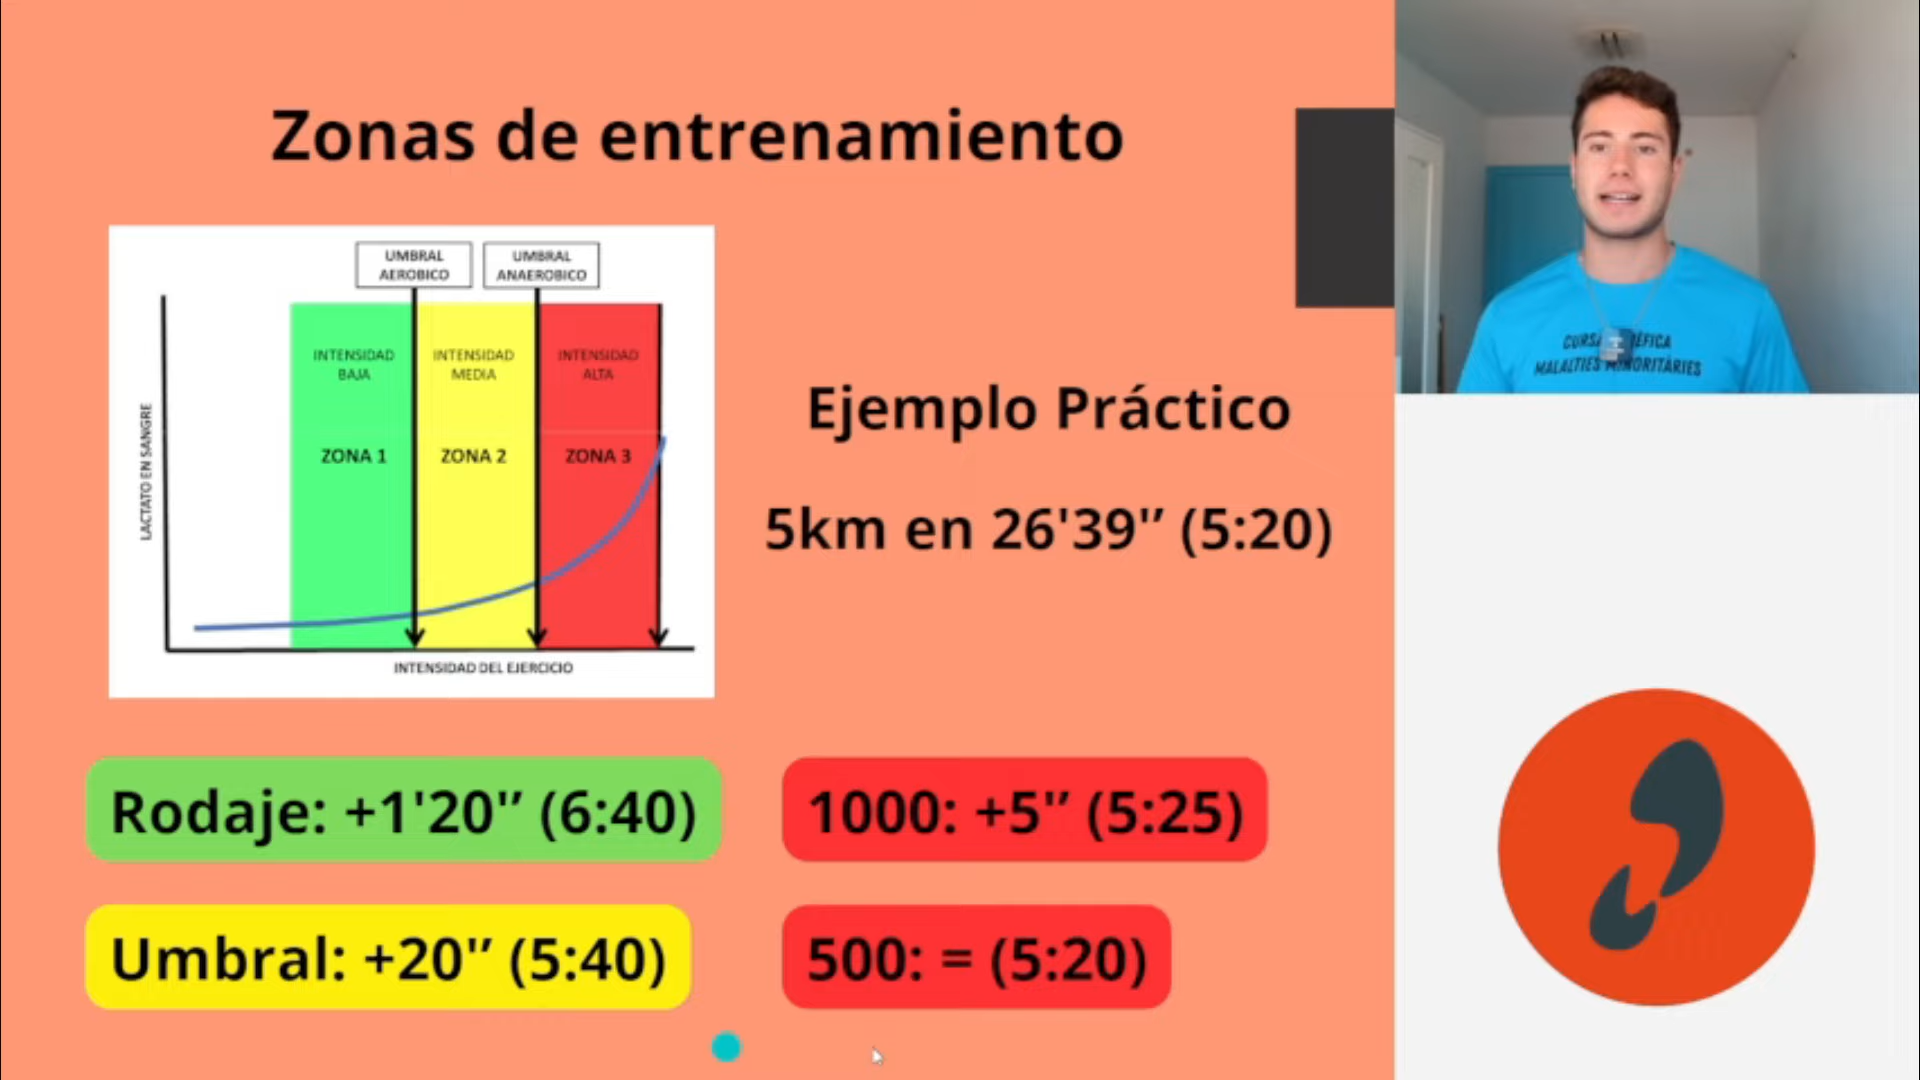 Zonas de entrenamiento
UMBRAL
AEROBICO
UMBRAL
ANAEROBICO
INTENSIDAD
BAJA
INTENSIDAD
MEDIA
INTENSIDAD
ALTA
ZONA 1
ZONA 2
ZONA 3
LACTATO EN SANGRE
INTENSIDAD DEL EJERCICIO
Ejemplo Práctico
5km en 26'39" (5:20)
Rodaje: +1'20" (6:40)
1000: +5" (5:25)
Umbral: +20" (5:40)
500: = (5:20)
MALALTIES MINORITÀRIES